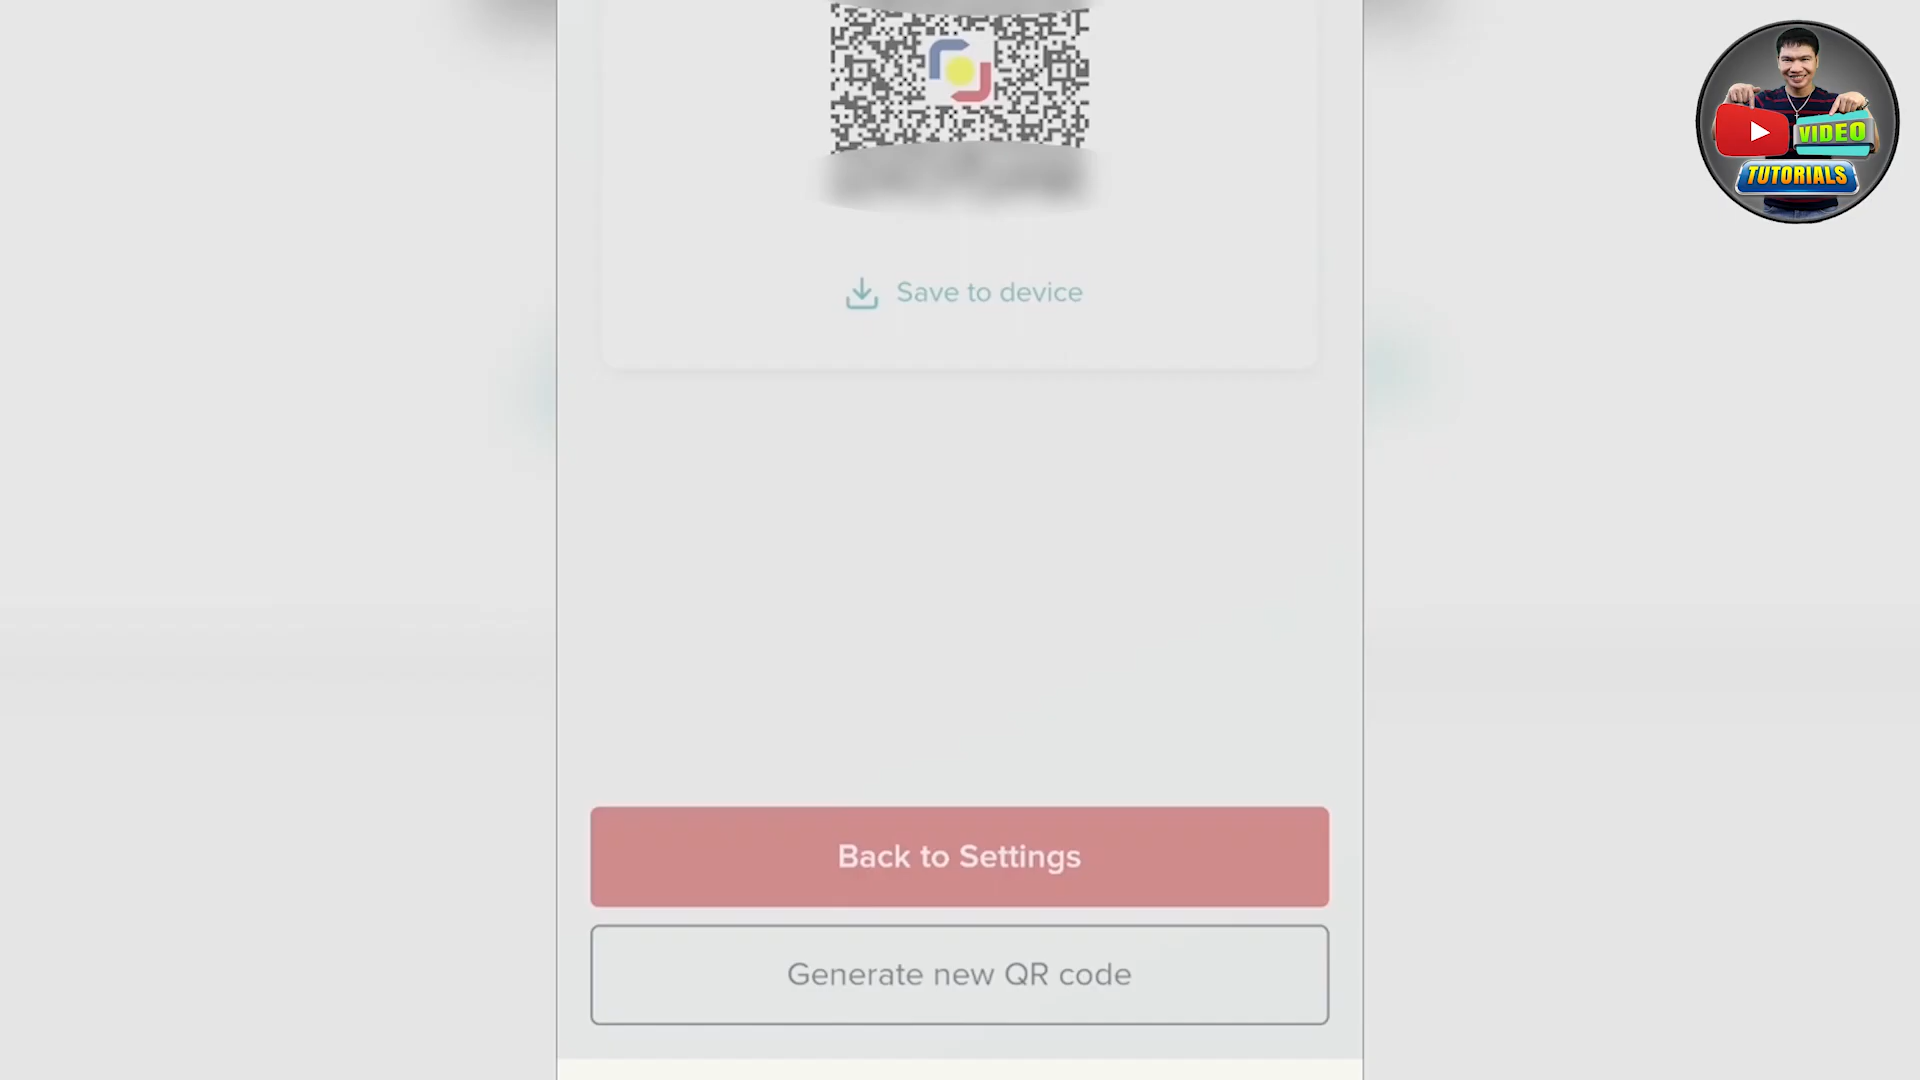 VIDEO
TUTORIALS
Save to device
Back to Settings
Generate new QR code